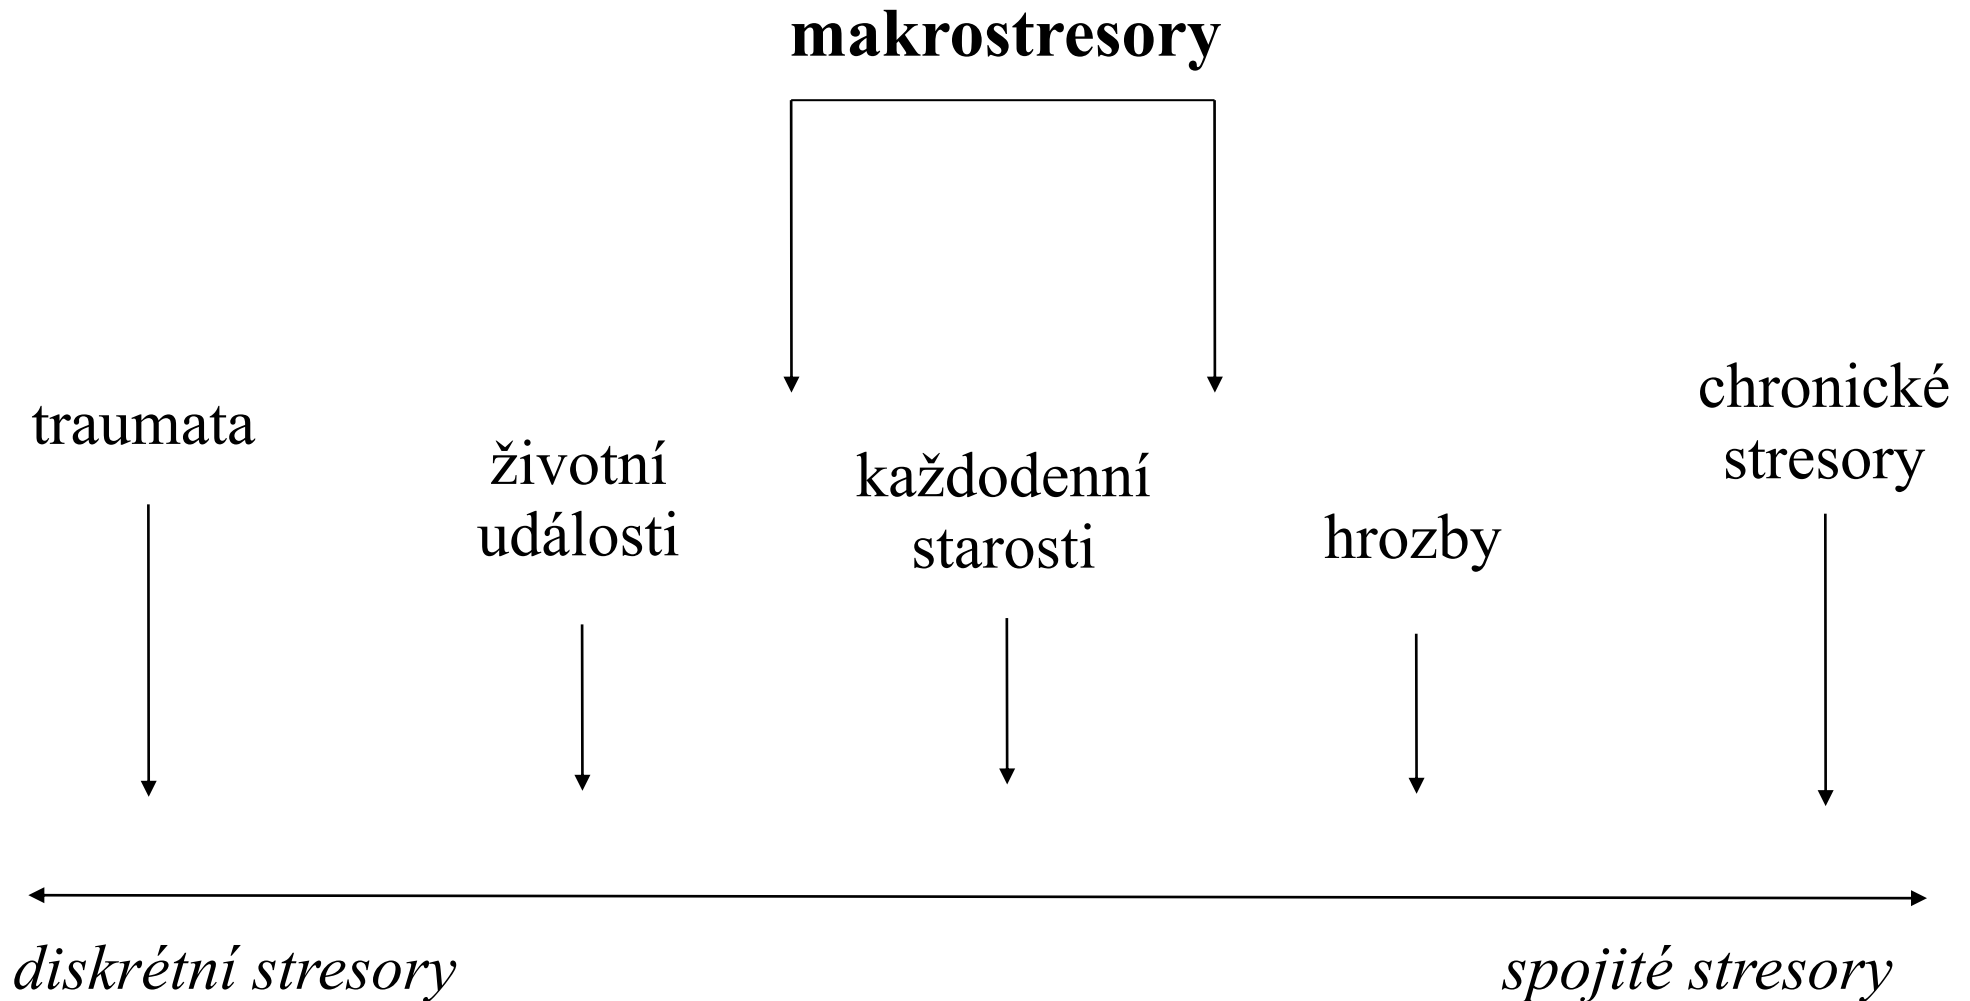 makrostresory
traumata
životní
události
každodenní
starosti
hrozby
chronické
stresory
diskrétní stresory
spojité stresory